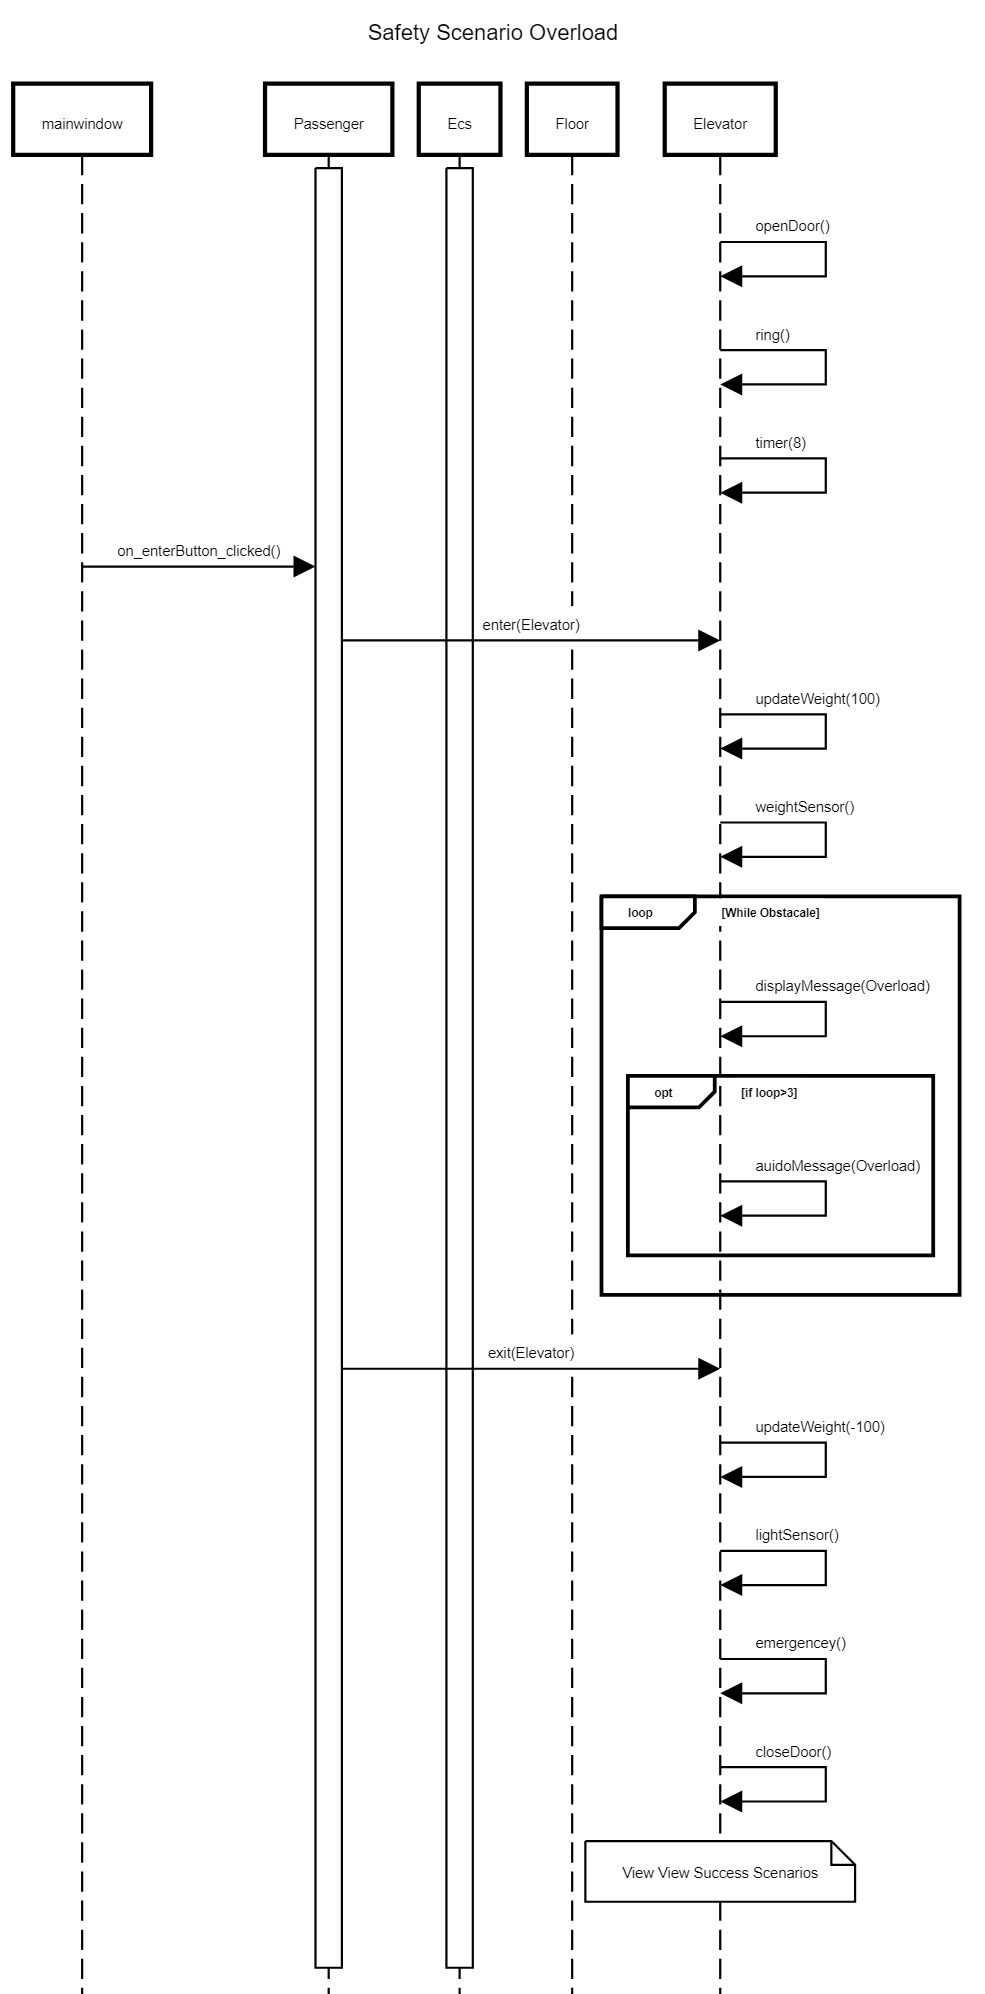 Safety Scenario Overload
mainwindow
Passenger
Ecs
Floor
Elevator
openDoor()
ring()
timer(8)
on_enterButton_clicked()
enter(Elevator)
updateWeight(100)
weightSensor()
loop
[While Obstacale]
displayMessage(Overload)
opt
[if loop>3]
auidoMessage(Overload)
exit(Elevator)
updateWeight(-100)
lightSensor()
emergencey()
closeDoor()
View View Success Scenarios